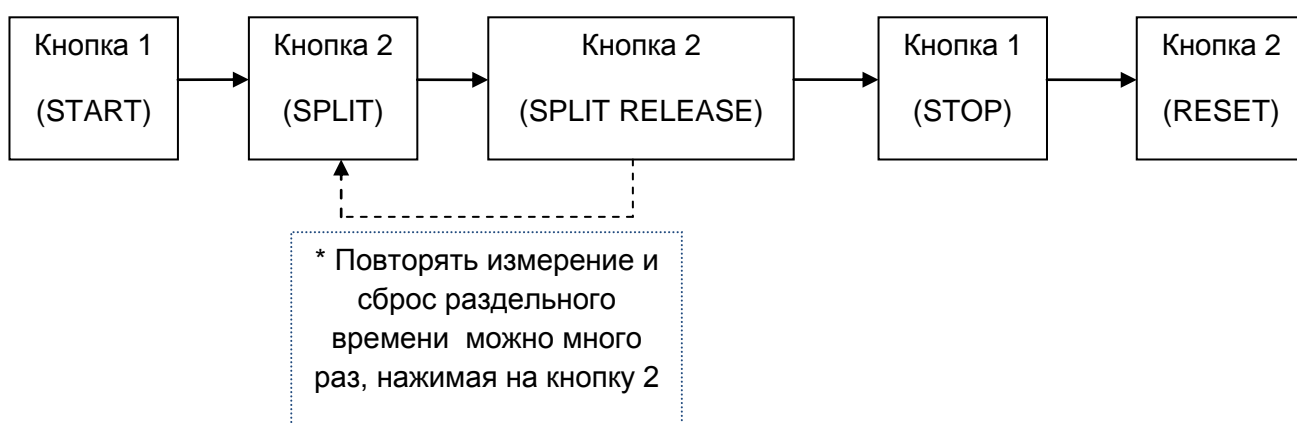 Кнопка 1
(START)
Кнопка 2
(SPLIT)
Кнопка 2
(SPLIT RELEASE)
Кнопка 1
(STOP)
Кнопка 2
(RESET)
* Повторять измерение и
сброс раздельного
времени можно много
раз, нажимая на кнопку 2